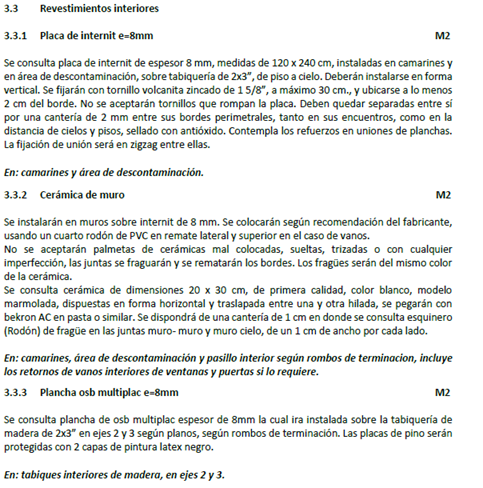 3.3 Revestimientos interiores
3.3.1 Placa de internit e=8mm M2
Se consulta placa de internit de espesor 8 mm, medidas de 120 x 240 cm, instaladas en camarines y
en área de descontaminación, sobre tabiquería de 2x3", de piso a cielo. Deberán instalarse en forma
vertical. Se fijarán con tornillo volcanita zincado de 1 5/8", a máximo 30 cm., y ubicarse a lo menos
2 cm del borde. No se aceptarán tornillos que rompan la placa. Deben quedar separadas entre sí
por una cantería de 2 mm entre sus bordes perimetrales, tanto en sus encuentros, como en la
distancia de cielos y pisos, sellado con antióxido. Contempla los refuerzos en uniones de planchas.
La fijación de unión será en zigzag entre ellas.
En: camarines y área de descontaminación.
3.3.2 Cerámica de muro M2
Se instalarán en muros sobre internit de 8 mm. Se colocarán según recomendación del fabricante,
usando un cuarto rodón de PVC en remate lateral y superior en el caso de vanos.
No se aceptarán palmetas de cerámicas mal colocadas, sueltas, trizadas o con cualquier
imperfección, las juntas se fraguarán y se rematarán los bordes. Los fragües serán del mismo color
de la cerámica.
Se consulta cerámica de dimensiones 20 x 30 cm, de primera calidad, color blanco, modelo
marmolada, dispuestas en forma horizontal y traslapada entre una y otra hilada, se pegarán con
bekron AC en pasta o similar. Se dispondrá de una cantería de 1 cm en donde se consulta esquinero
(Rodón) de fragüe en las juntas muro- muro y muro cielo, de un 1 cm de ancho por cada lado.
En: camarines, área de descontaminación y pasillo interior según rombos de terminacion, incluye
los retornos de vanos interiores de ventanas y puertas si lo requiere.
3.3.3 Plancha osb multiplac e=8mm M2
Se consulta plancha de osb multiplac espesor de 8mm la cual ira instalada sobre la tabiquería de
madera de 2x3" en ejes 2 y 3 según planos, según rombos de terminación. Las placas de pino serán
protegidas con 2 capas de pintura latex negro.
En: tabiques interiores de madera, en ejes 2 y 3.